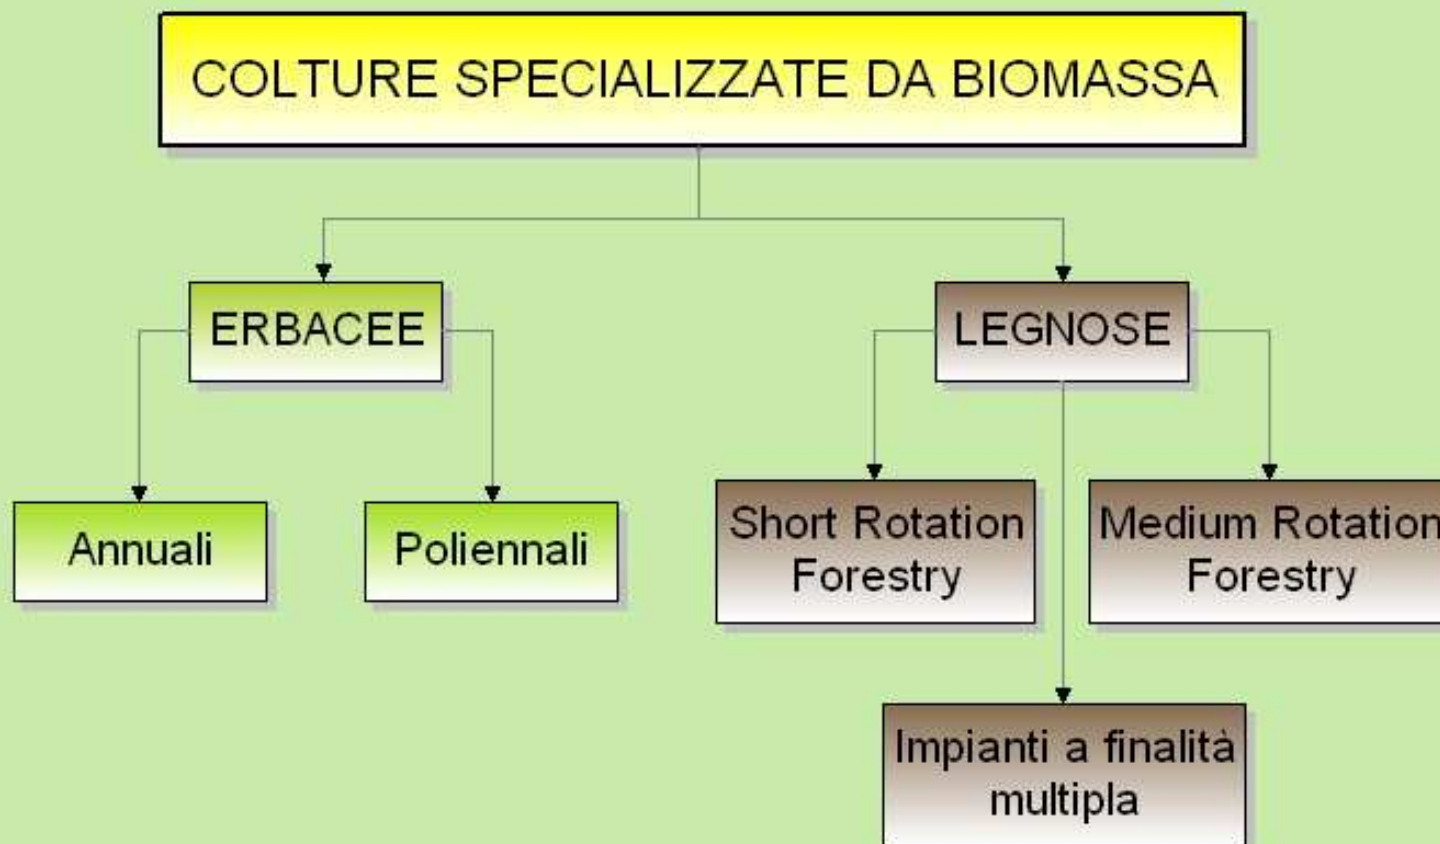 COLTURE SPECIALIZZATE DA BIOMASSA
ERBACEE
LEGNOSE
Annuali
Poliennali
Short Rotation
Forestry
Medium Rotation
Forestry
Impianti a finalità
multipla